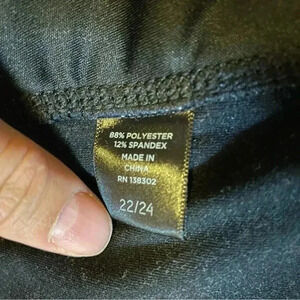 88% POLYESTER
12% SPANDEX
MADE IN
CHINA
RN 138302
22/24